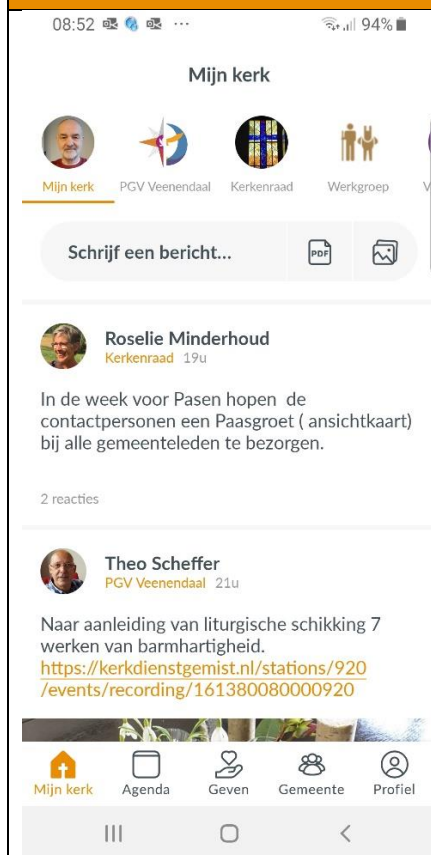 08:52 94%
Mijn kerk
Mijn kerk PGV Veenendaal Kerkenraad Werkgroep V
Schrijf een bericht... PDF
Roselie Minderhoud
Kerkenraad 19u
In de week voor Pasen hopen de
contactpersonen een Paasgroet ( ansichtkaart)
bij alle gemeenteleden te bezorgen.
2 reacties
Theo Scheffer
PGV Veenendaal 21u
Naar aanleiding van liturgische schikking 7
werken van barmhartigheid.
https://kerkdienstgemist.nl/stations/920
/events/recording/161380080000920
Mijn kerk Agenda Geven Gemeente Profiel